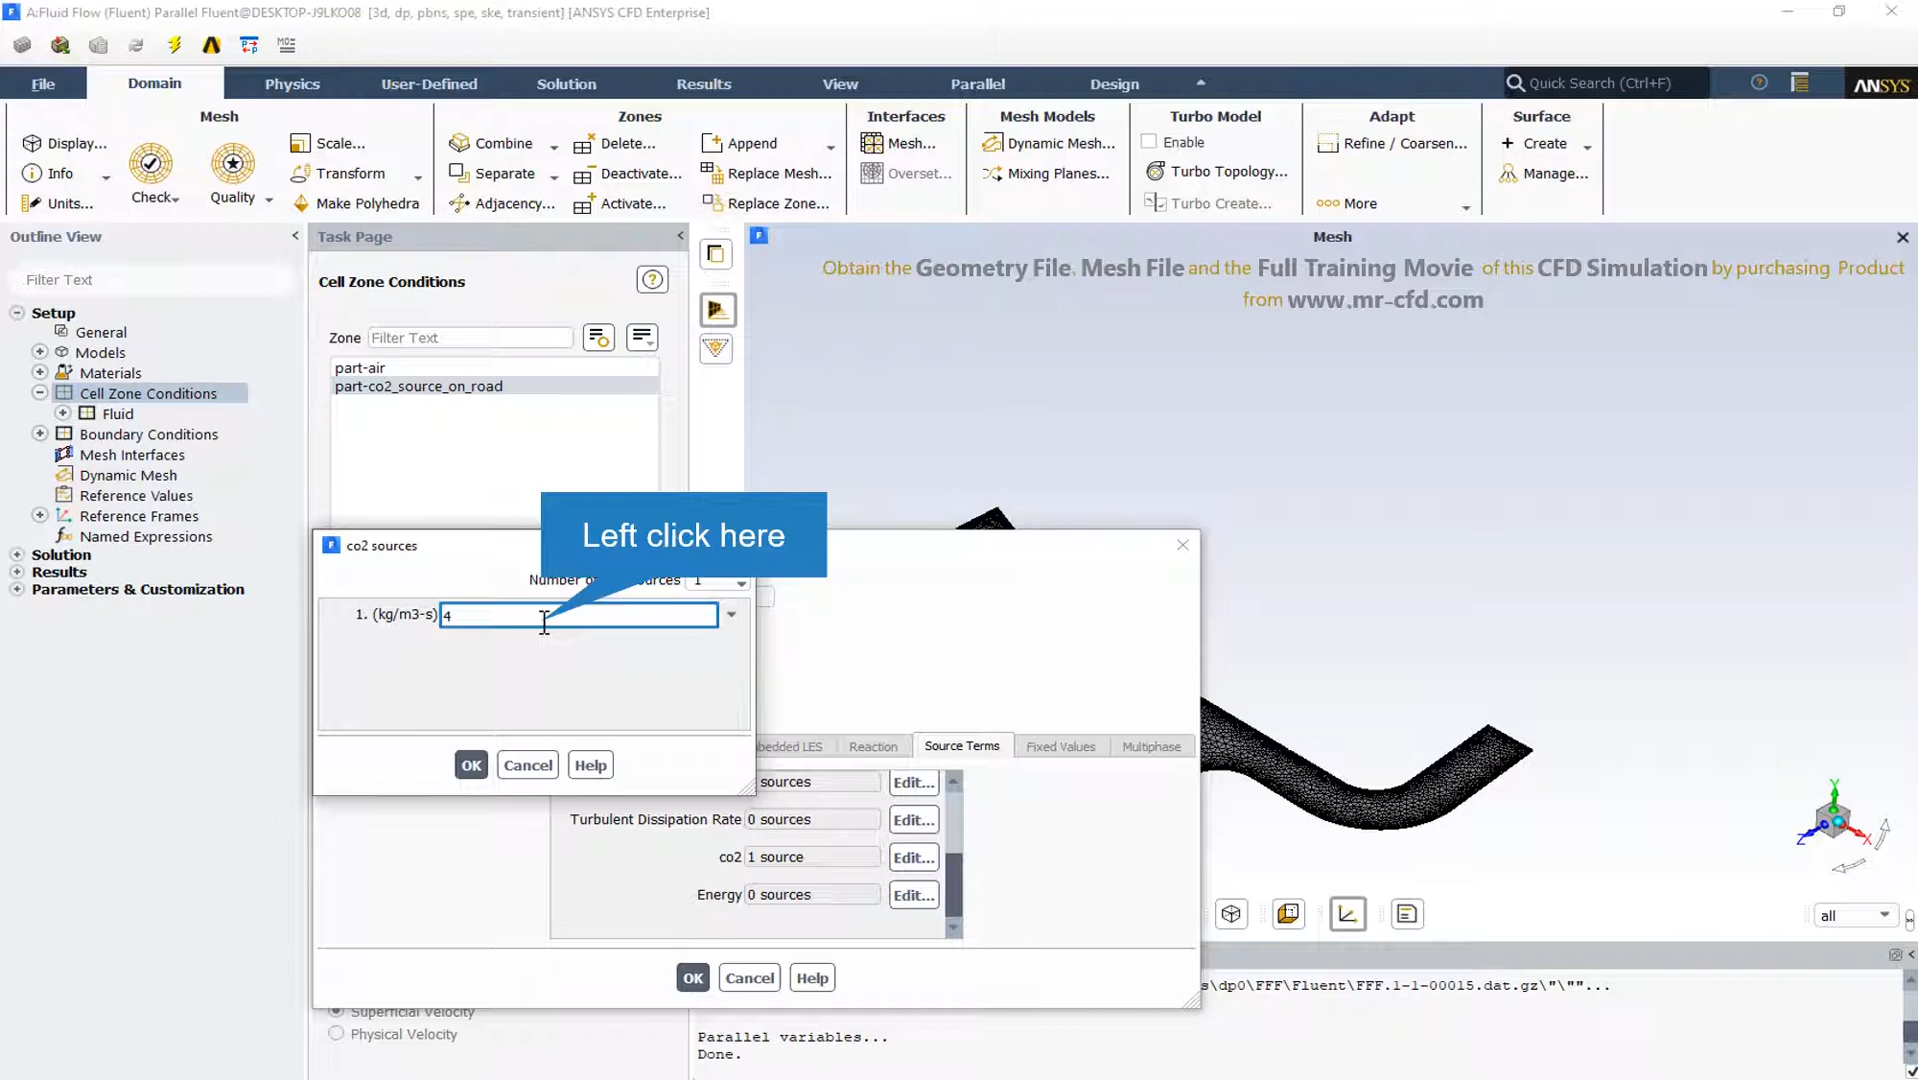 A:Fluid Flow (Fluent) Parallel Fluent@DESKTOP-J9LKO08 [3d, dp, pbns, spe, ske, transient] [ANSYS CFD Enterprise]
File Domain Physics User-Defined Solution Results View Parallel Design Quick Search (Ctrl+F) ANSYS
Mesh Zones Interfaces Mesh Models Turbo Model Adapt Surface
Display... Scale... Combine Delete... Append Mesh... Dynamic Mesh... Enable Refine / Coarsen... Create
Info Transform Separate Deactivate... Replace Mesh... Overset... Mixing Planes... Turbo Topology... Manage...
Units... Check Quality Make Polyhedra Adjacency... Activate... Replace Zone... Turbo Create... More
Outline View
Filter Text
Setup
General
Models
Materials
Cell Zone Conditions
Fluid
Boundary Conditions
Mesh Interfaces
Dynamic Mesh
Reference Values
Reference Frames
Named Expressions
Solution
Results
Parameters & Customization
Task Page
Cell Zone Conditions
Zone Filter Text
part-air
part-co2_source_on_road
Mesh
Obtain the Geometry File, Mesh File and the Full Training Movie of this CFD Simulation by purchasing Product
from www.mr-cfd.com
Left click here
co2 sources
1
1. (kg/m3-s) 4
OK Cancel Help
Reaction Source Terms Fixed Values Multiphase
sources Edit...
Turbulent Dissipation Rate 0 sources Edit...
co2 1 source Edit...
Energy 0 sources Edit...
OK Cancel Help
Superficial Velocity
Physical Velocity
Y
Z X
all
s\dp0\FFF\Fluent\FFF.1-1-00015.dat.gz\"\""...
Parallel variables...
Done.